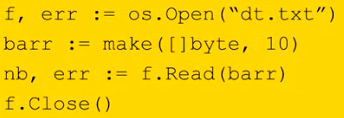 f, err := os.Open(“dt.txt”)
barr := make([]byte, 10)
nb, err := f.Read(barr)
f.Close()